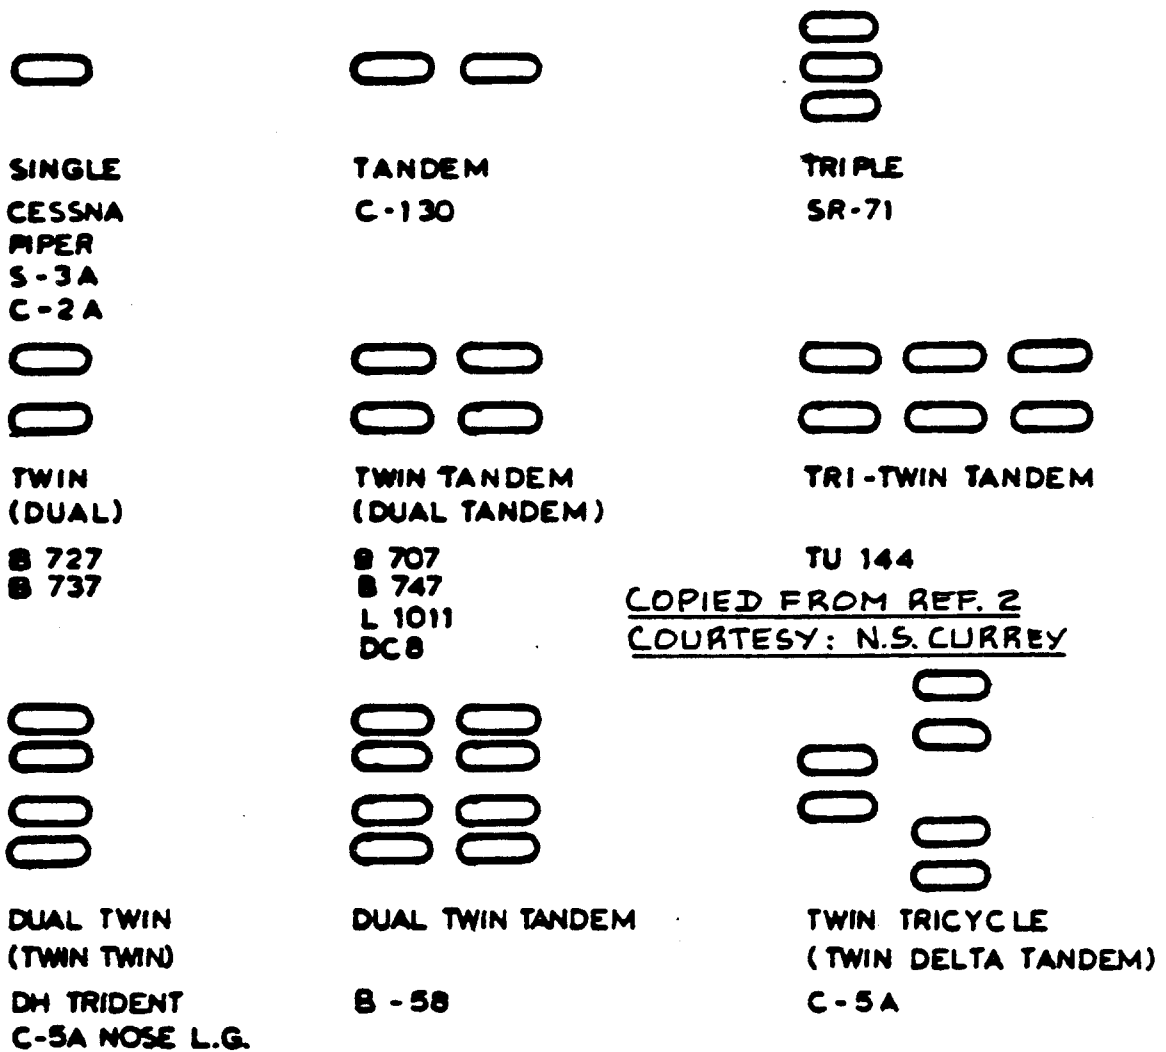 SINGLE
CESSNA
PIPER
S-3A
C-2A
TANDEM
C-130
TRIPLE
SR-71
TWIN
(DUAL)
B 727
B 737
TWIN TANDEM
(DUAL TANDEM)
B 707
B 747
L 1011
DC8
TRI-TWIN TANDEM
TU 144
COPIED FROM REF. 2
COURTESY: N.S. CURREY
DUAL TWIN
(TWIN TWIN)
DH TRIDENT
C-5A NOSE L.G.
DUAL TWIN TANDEM
B-58
TWIN TRICYCLE
(TWIN DELTA TANDEM)
C-5A